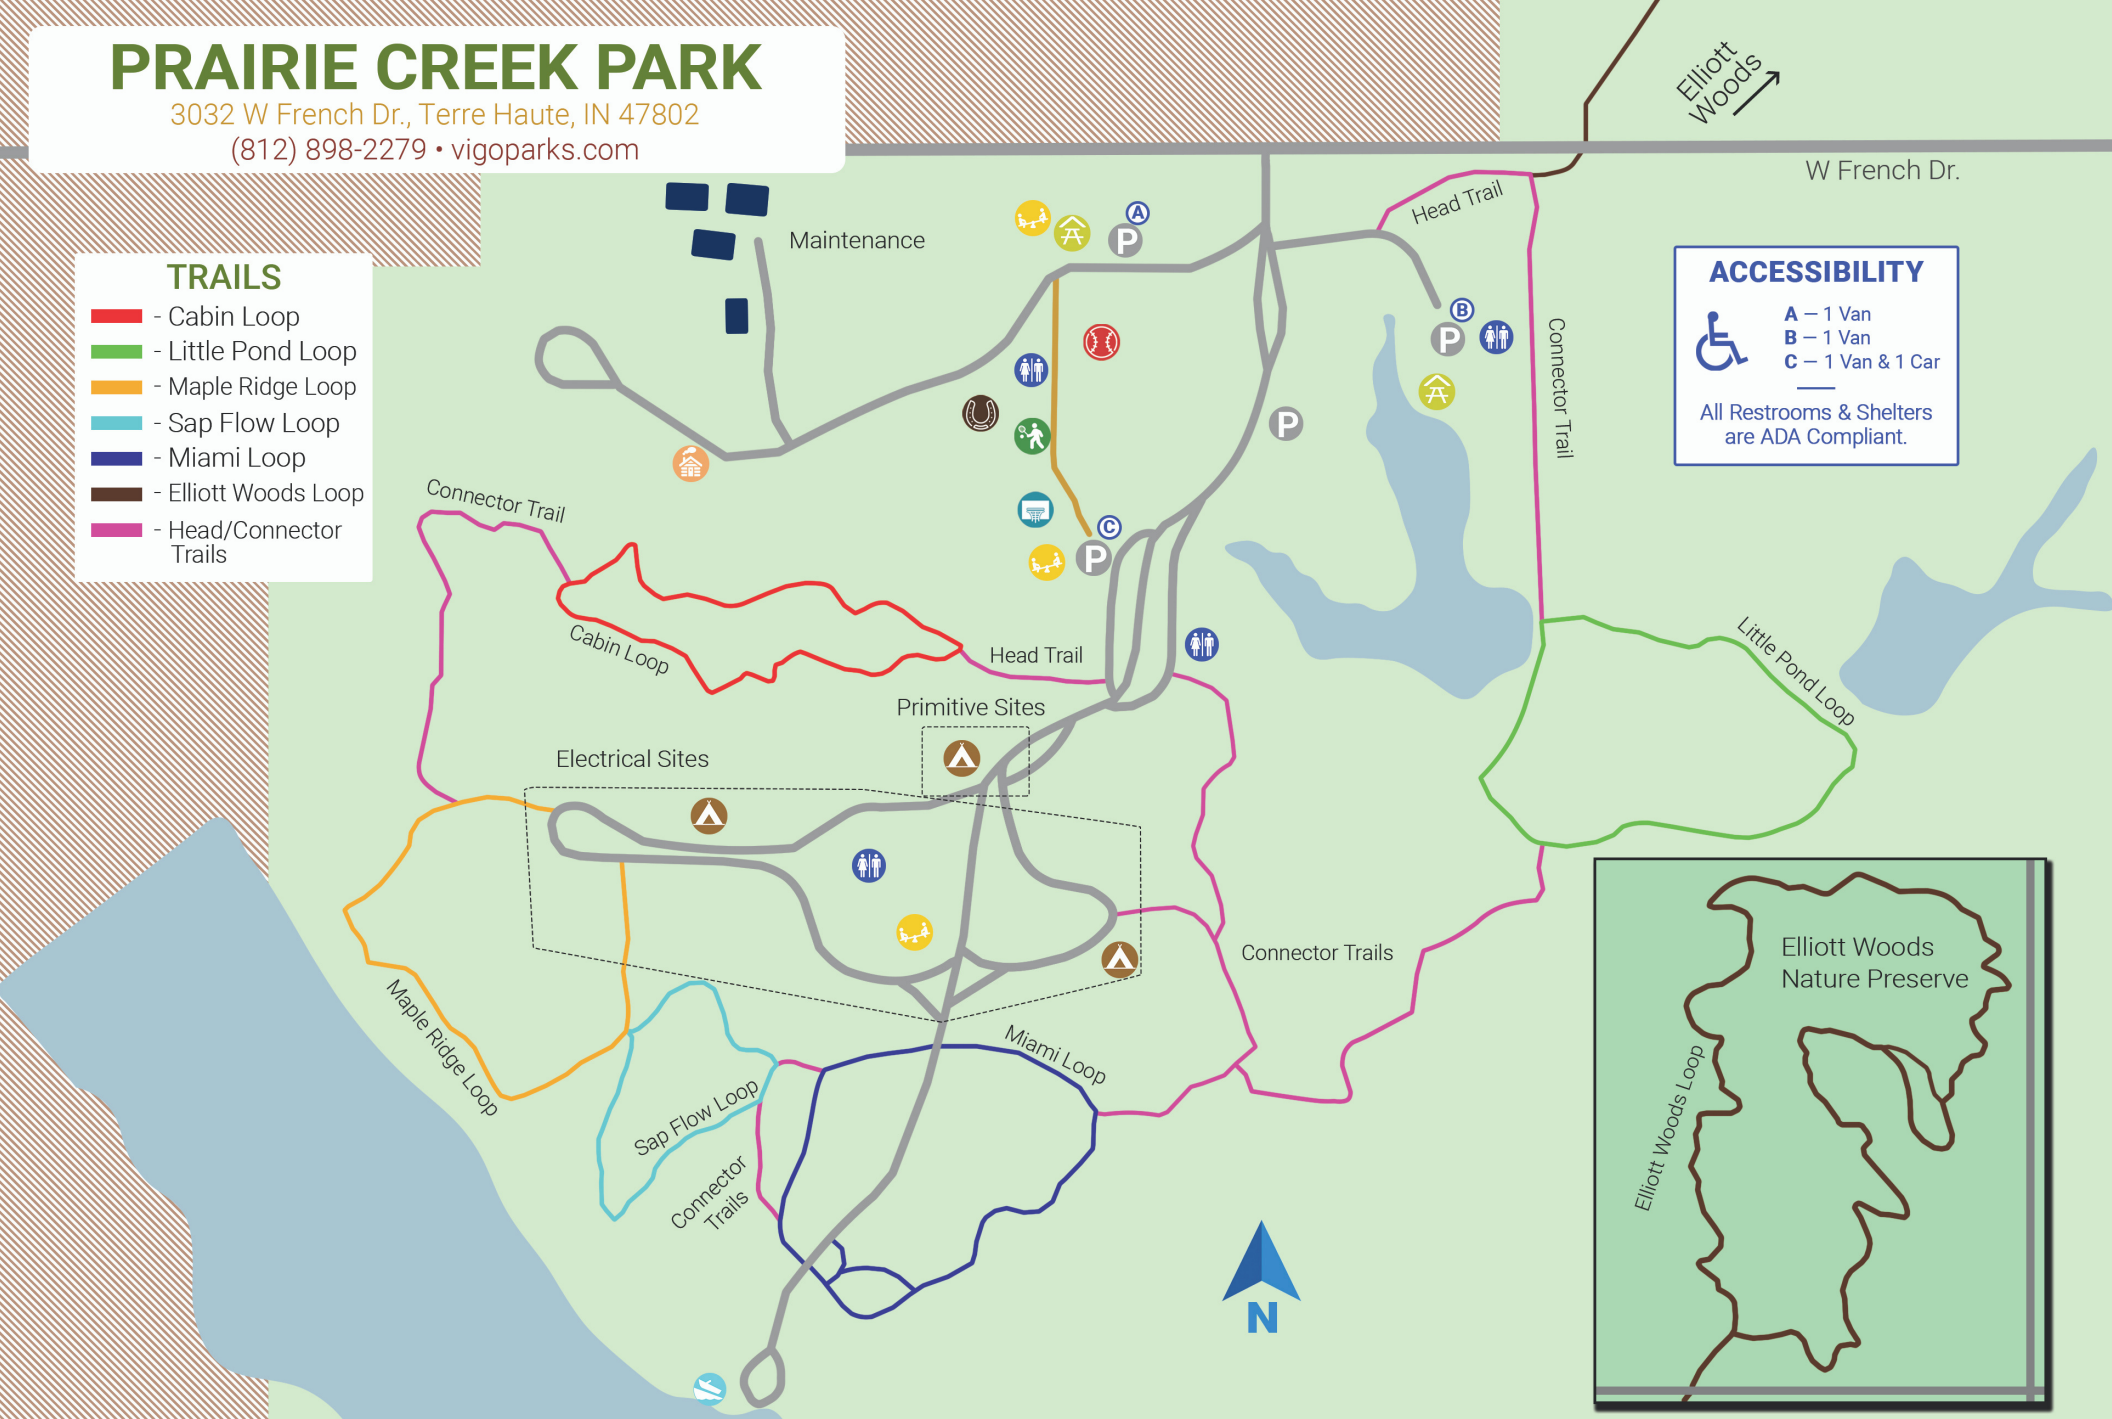 PRAIRIE CREEK PARK
3032 W French Dr., Terre Haute, IN 47802
(812) 898-2279 • vigoparks.com
Elliott
Woods
W French Dr.
Head Trail
Maintenance
A
P
TRAILS
- Cabin Loop
- Little Pond Loop
- Maple Ridge Loop
- Sap Flow Loop
- Miami Loop
- Elliott Woods Loop
- Head/Connector
Trails
ACCESSIBILITY
A – 1 Van
B – 1 Van
C – 1 Van & 1 Car
All Restrooms & Shelters
are ADA Compliant.
B
P
P
Connector Trail
Connector Trail
C
P
Cabin Loop
Head Trail
Little Pond Loop
Primitive Sites
Electrical Sites
Connector Trails
Maple Ridge Loop
Miami Loop
Sap Flow Loop
Connector
Trails
Elliott Woods
Nature Preserve
Elliott Woods Loop
N